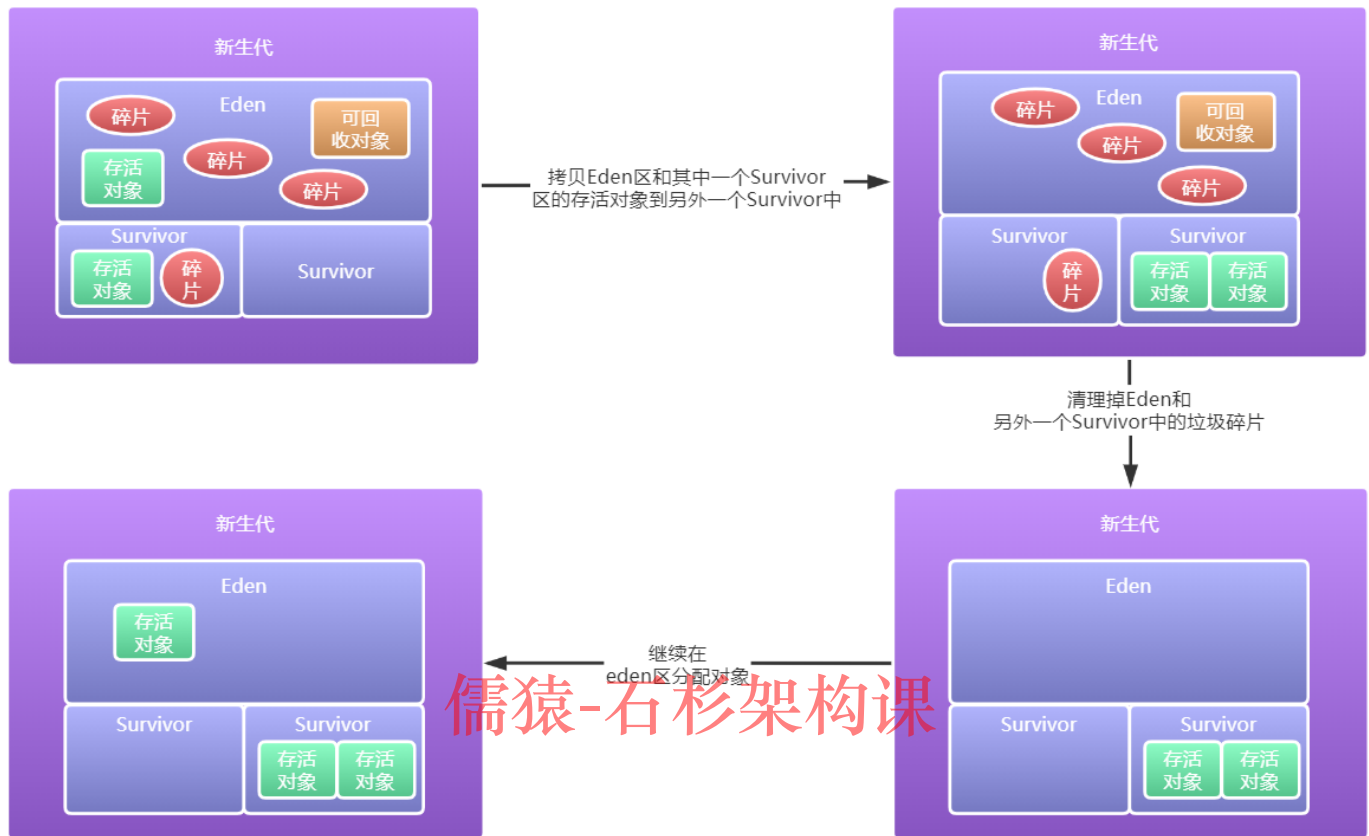 新生代
Eden
碎片
可回
收对象
存活
对象
碎片
碎片
Survivor
存活
对象
碎
片
Survivor
拷贝Eden区和其中一个Survivor
区的存活对象到另外一个Survivor中
新生代
Eden
碎片
可回
收对象
碎片
碎片
Survivor
碎
片
Survivor
存活
对象
存活
对象
清理掉Eden和
另外一个Survivor中的垃圾碎片
新生代
Eden
Survivor
Survivor
存活
对象
存活
对象
继续在
eden区分配对象
新生代
Eden
存活
对象
Survivor
Survivor
存活
对象
存活
对象
儒猿-石杉架构课